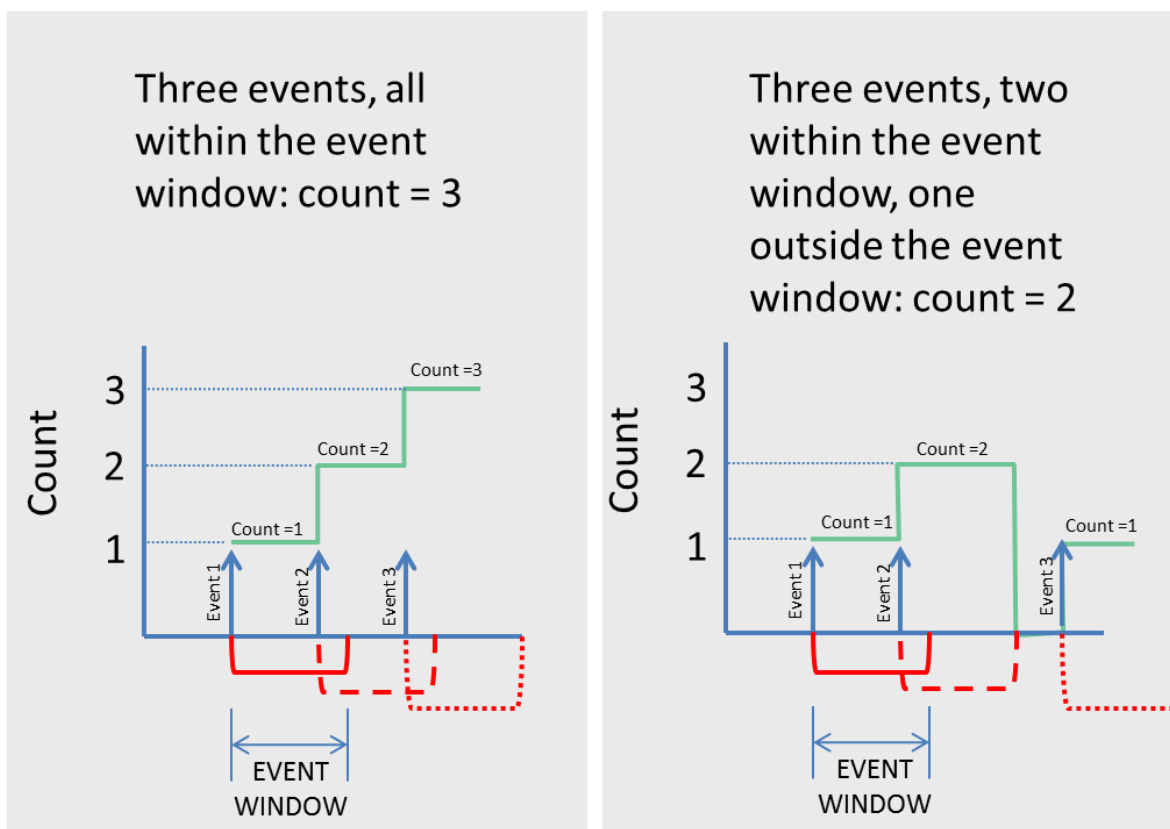 Three events, all
within the event
window: count = 3
Count
3
2
1
Count =3
Count =2
Count =1
Event 1
Event 2
Event 3
EVENT
WINDOW
Three events, two
within the event
window, one
outside the event
window: count = 2
Count
3
2
1
Count =2
Count =1
Count =1
Event 1
Event 2
Event 3
EVENT
WINDOW